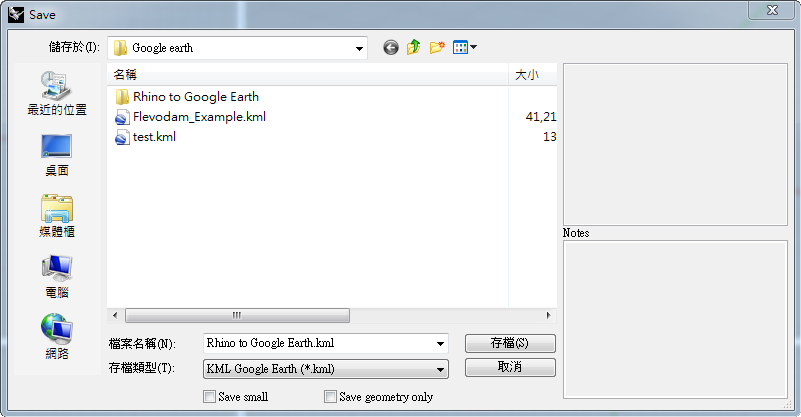 Save
儲存於(I):
Google earth
名稱
大小
最近的位置
桌面
媒體櫃
電腦
網路
Rhino to Google Earth
Flevodam_Example.kml
41,21
test.kml
13
Notes
檔案名稱(N):
Rhino to Google Earth.kml
存檔(S)
存檔類型(T):
KML Google Earth (*.kml)
取消
Save small
Save geometry only